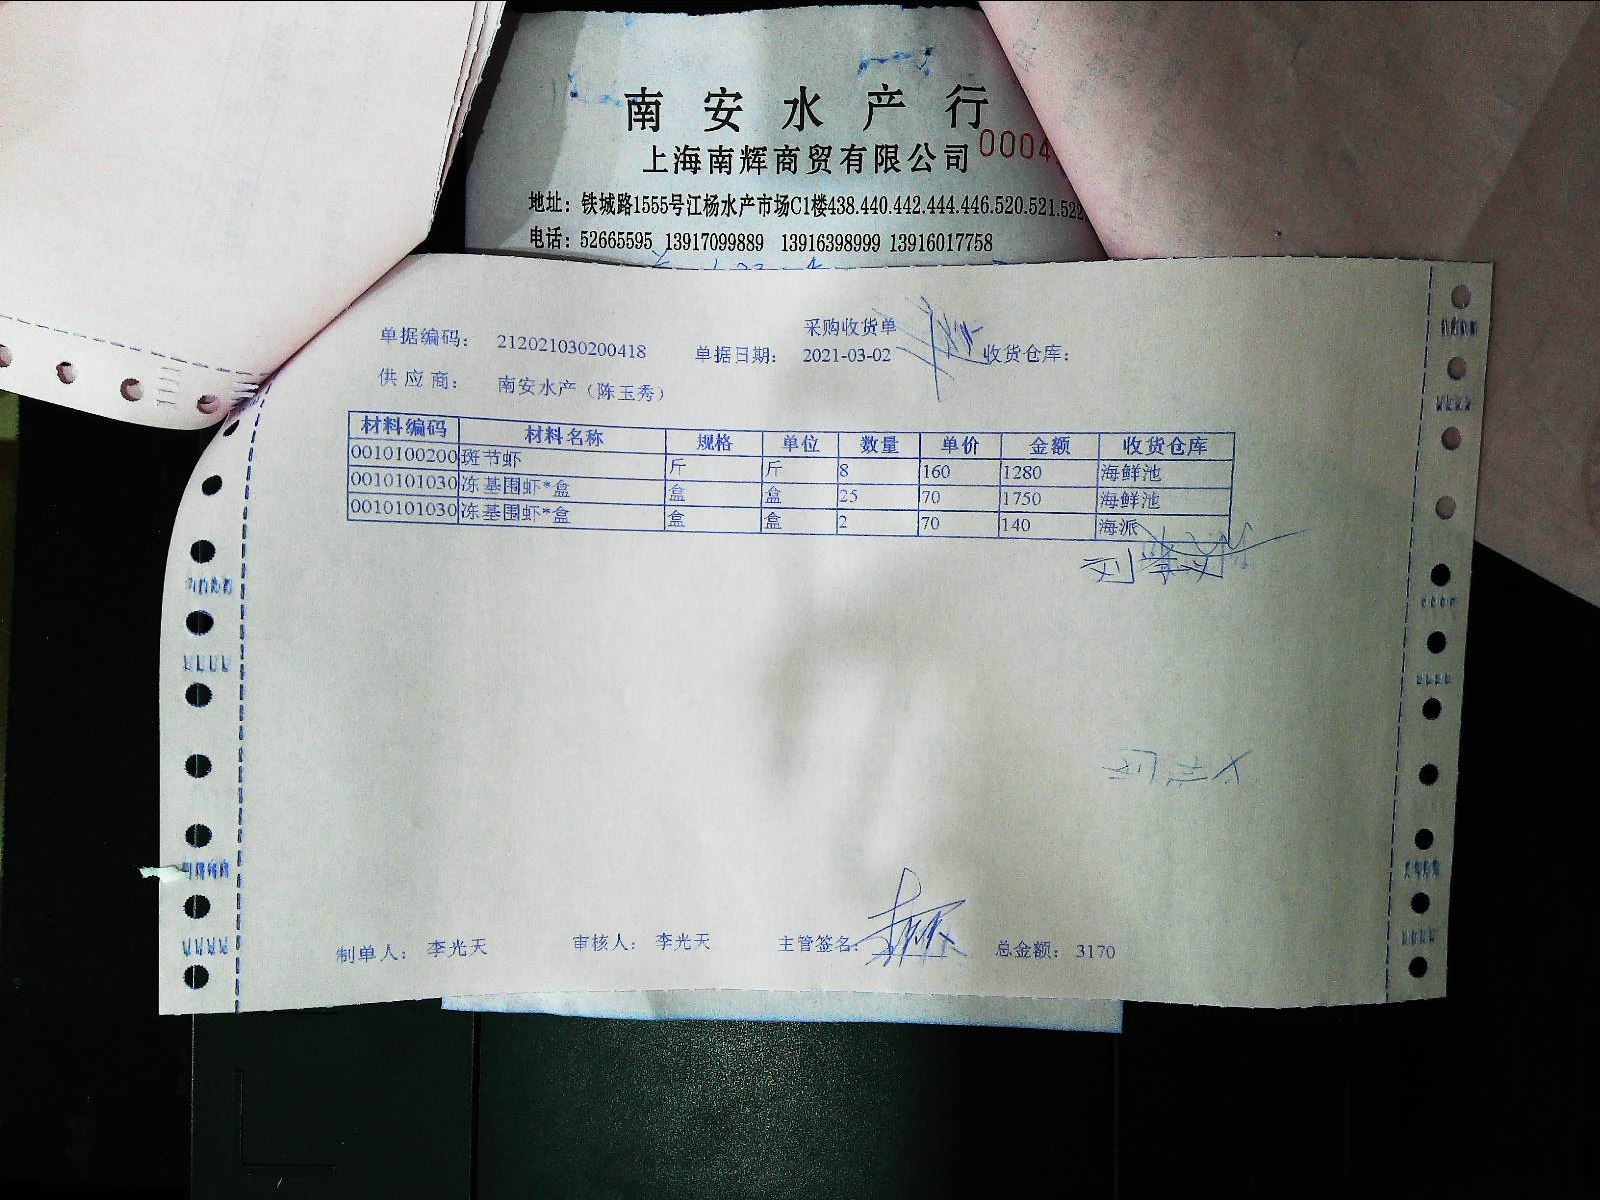 南安水产行
上海南辉商贸有限公司 0004
地址：铁城路1555号江杨水产市场C1楼438.440.442.444.446.520.521.522
电话：52665595 13917099889 13916398999 13916017758
采购收货单
单据编码： 212021030200418 单据日期： 2021-03-02 收货仓库：
供应商： 南安水产（陈玉秀）
材料编码 材料名称 规格 单位 数量 单价 金额 收货仓库
0010100200 斑节虾 斤 斤 8 160 1280 海鲜池
0010101030 冻基围虾*盒 盒 盒 25 70 1750 海鲜池
0010101030 冻基围虾*盒 盒 盒 2 70 140 海派
制单人： 李光天 审核人： 李光天 主管签名： 总金额： 3170